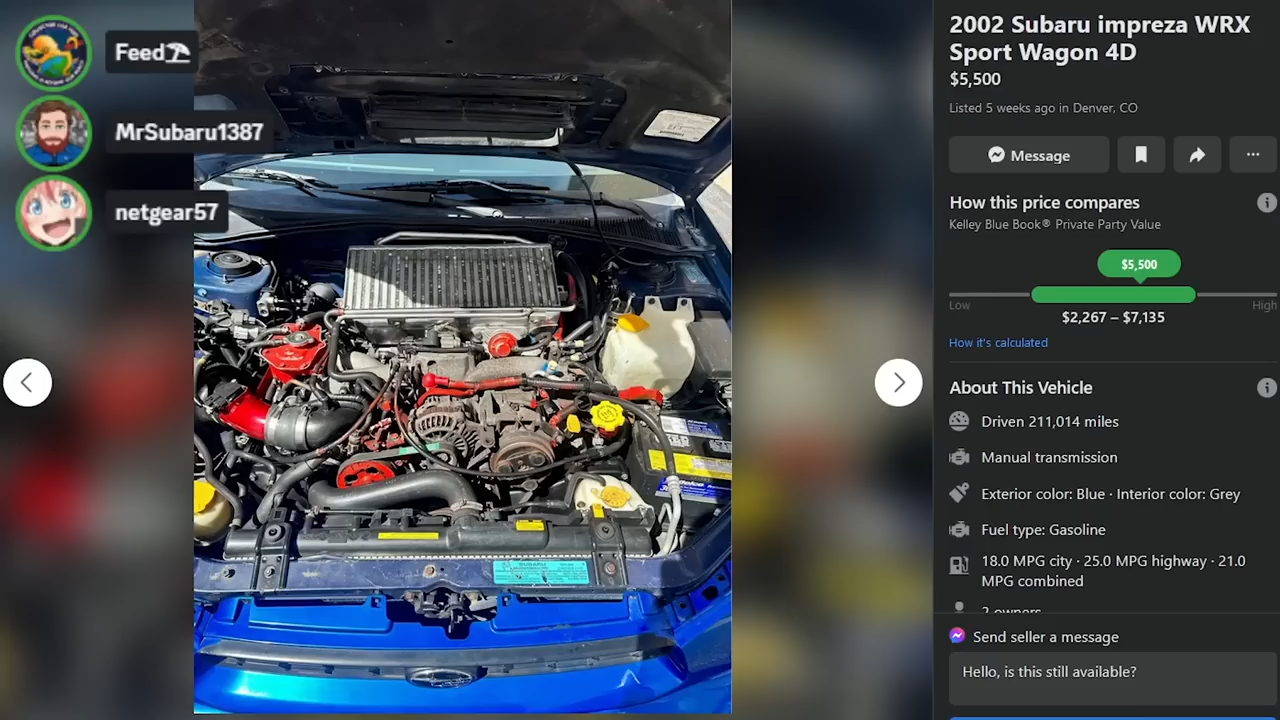 Feed
MrSubaru1387
netgear57
2002 Subaru impreza WRX
Sport Wagon 4D
$5,500
Listed 5 weeks ago in Denver, CO
Message
How this price compares
Kelley Blue Book® Private Party Value
$5,500
Low
High
$2,267 – $7,135
How it's calculated
About This Vehicle
Driven 211,014 miles
Manual transmission
Exterior color: Blue · Interior color: Grey
Fuel type: Gasoline
18.0 MPG city · 25.0 MPG highway · 21.0
MPG combined
2 owners
Send seller a message
Hello, is this still available?
SUBARU